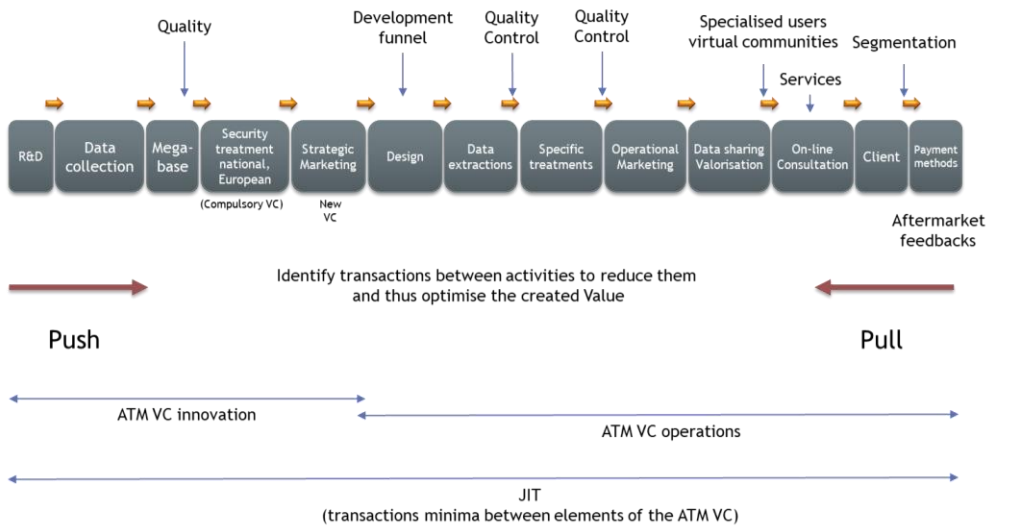 Quality
Development
funnel
Quality
Control
Quality
Control
Specialised users
virtual communities
Segmentation
Services
R&D
Data
collection
Mega-
base
Security
treatment
national,
European
Strategic
Marketing
Design
Data
extractions
Specific
treatments
Operational
Marketing
Data sharing
Valorisation
On-line
Consultation
Client
Payment
methods
(Compulsory VC)
New
VC
Aftermarket
feedbacks
Identify transactions between activities to reduce them
and thus optimise the created Value
Push
Pull
ATM VC innovation
ATM VC operations
JIT
(transactions minima between elements of the ATM VC)